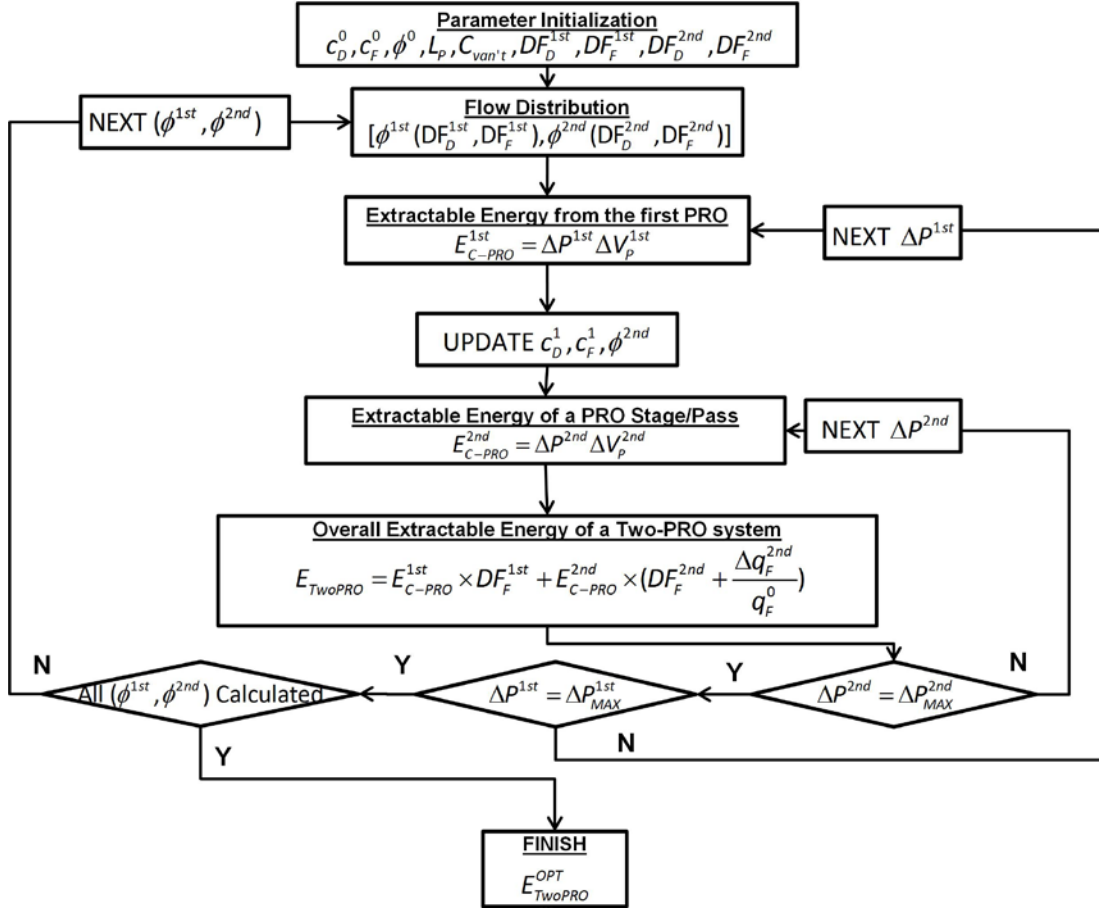 Parameter Initialization
c_D^0, c_F^0, ϕ^0, L_P, C_van't, DF_D^1st, DF_F^1st, DF_D^2nd, DF_F^2nd
NEXT (ϕ^1st, ϕ^2nd)
Flow Distribution
[ϕ^1st (DF_D^1st, DF_F^1st), ϕ^2nd (DF_D^2nd, DF_F^2nd)]
Extractable Energy from the first PRO
E_C-PRO^1st = ΔP^1st ΔV_P^1st
NEXT ΔP^1st
UPDATE c_D^1, c_F^1, ϕ^2nd
Extractable Energy of a PRO Stage/Pass
E_C-PRO^2nd = ΔP^2nd ΔV_P^2nd
NEXT ΔP^2nd
Overall Extractable Energy of a Two-PRO system
E_TwoPRO = E_C-PRO^1st × DF_F^1st + E_C-PRO^2nd × (DF_F^2nd + Δq_F^2nd / q_F^0)
N
Y
Y
N
All (ϕ^1st, ϕ^2nd) Calculated
ΔP^1st = ΔP_MAX^1st
ΔP^2nd = ΔP_MAX^2nd
Y
N
FINISH
E_TwoPRO^OPT